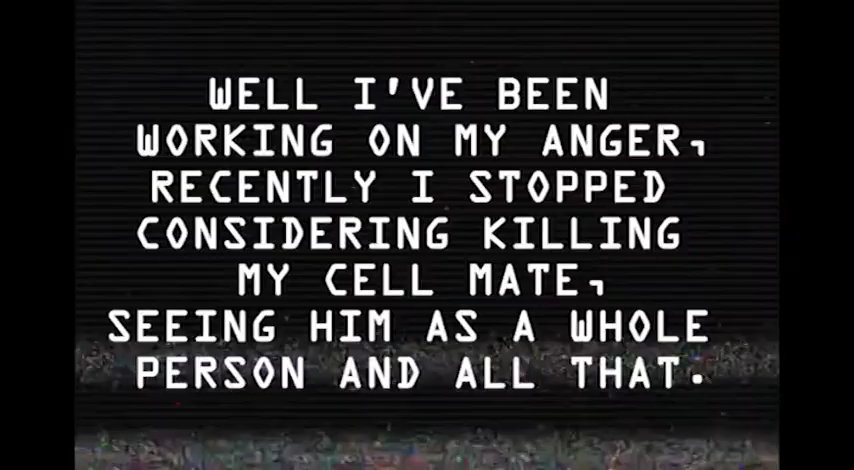 WELL I'VE BEEN
WORKING ON MY ANGER,
RECENTLY I STOPPED
CONSIDERING KILLING
MY CELL MATE,
SEEING HIM AS A WHOLE
PERSON AND ALL THAT.